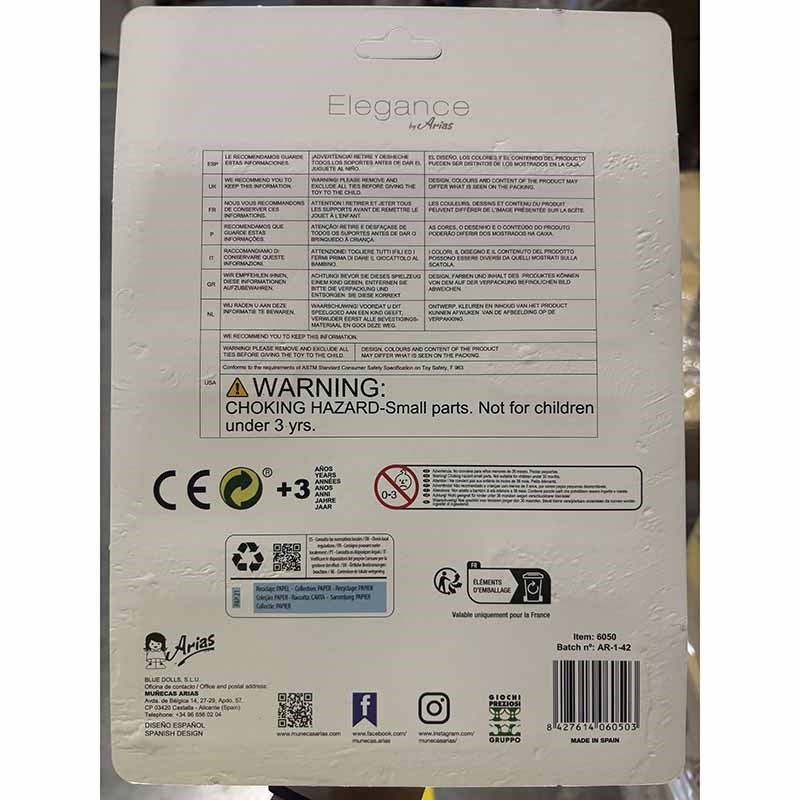 Elegance
by Arias
ESP
LE RECOMENDAMOS GUARDE
ESTAS INFORMACIONES.
¡ADVERTENCIA! RETIRE Y DESHECHE
TODOS LOS SOPORTES ANTES DE DAR EL
JUGUETE AL NIÑO.
EL DISEÑO, LOS COLORES Y EL CONTENIDO DEL PRODUCTO
PUEDEN SER DISTINTOS DE LOS MOSTRADOS EN LA CAJA.
UK
WE RECOMMEND YOU TO
KEEP THIS INFORMATION.
WARNING! PLEASE REMOVE AND
EXCLUDE ALL TIES BEFORE GIVING THE
TOY TO THE CHILD.
DESIGN, COLOURS AND CONTENT OF THE PRODUCT MAY
DIFFER WHAT IS SEEN ON THE PACKING.
FR
NOUS VOUS RECOMMANDONS
DE CONSERVER CES
INFORMATIONS.
ATTENTION ! RETIRER ET JETER TOUS
LES SUPPORTS AVANT DE REMETTRE LE
JOUET À L'ENFANT.
LES COULEURS, DESSINS ET CONTENU DU PRODUIT
PEUVENT DIFFÉRER DE L'IMAGE PRÉSENTÉE SUR LA BOÎTE.
P
RECOMENDAMOS QUE
GUARDE ESTAS
INFORMAÇÕES.
ATENÇÃO! RETIRE E DESFAÇASE DE
TODOS OS SUPORTES ANTES DE DAR O
BRINQUEDO À CRIANÇA.
AS CORES, O DESENHO E O CONTEÚDO DO PRODUTO
PODERÃO DIFERIR DOS MOSTRADOS NA CAIXA.
IT
RACCOMANDIAMO DI
CONSERVARE QUESTE
INFORMAZIONI.
ATTENZIONE! TOGLIERE TUTTI (FILI) ED I
FERMI PRIMA DI DARE IL GIOCATTOLO AL
BAMBINO.
I COLORI, IL DISEGNO E IL CONTENUTO DEL PRODOTTO
POSSONO ESSERE DIVERSI DA QUELLI MOSTRATI SULLA
SCATOLA.
GR
WIR EMPFEHLEN IHNEN,
DIESE INFORMATIONEN
AUFZUBEWAHREN.
ACHTUNG! BEVOR SIE DIESES SPIELZEUG
EINEM KIND GEBEN, ENTFERNEN SIE
BITTE DIE VERPACKUNG UND
ENTSORGEN SIE DIESE KORREKT
DESIGN, FARBEN UND INHALT DES PRODUKTES KÖNNEN
VON DEM AUF DER VERPACKUNG BEFINDLICHEN BILD
ABWEICHEN.
NL
WIJ RADEN U AAN DEZE
INFORMATIE TE BEWAREN.
WAARSCHUWING! VOORDAT U DIT
SPEELGOED AAN EEN KIND GEEFT,
VERWIJDER EERST ALLE BEVESTIGINGS-
MATERIAAL EN GOOI DEZE WEG.
ONTWERP, KLEUREN EN INHOUD VAN HET PRODUCT
KUNNEN AFWIJKEN VAN DE AFBEELDING OP DE
VERPAKKING.
USA
WE RECOMMEND YOU TO KEEP THIS INFORMATION.
WARNING! PLEASE REMOVE AND EXCLUDE ALL
TIES BEFORE GIVING THE TOY TO THE CHILD.
DESIGN, COLOURS AND CONTENT OF THE PRODUCT
MAY DIFFER WHAT IS SEEN ON THE PACKING.
Conforms to the requirements of ASTM Standard Consumer Safety Specification on Toy Safety, F 963
WARNING:
CHOKING HAZARD-Small parts. Not for children
under 3 yrs.
CE
®
+3
AÑOS
YEARS
ANNÉES
ANOS
ANNI
JAHRE
JAAR
0-3
PAP 21
Reciclaje: PAPEL - Collection: PAPER - Recyclage: PAPIER
Coleção: PAPER - Raccolta: CARTA - Sammlung: PAPIER
Collectie: PAPIER
FR
ÉLÉMENTS
D'EMBALLAGE
Valable uniquement pour la France
Arias
BLUE DOLLS, S.L.U.
Oficina de contacto / Office and postal address:
MUÑECAS ARIAS
Avda. de Bélgica 14, 27-29; Apdo. 57.
CP 03420 Castalla - Alicante (Spain)
Telephone: +34 96 656 02 04
DISEÑO ESPAÑOL
SPANISH DESIGN
www.munecasarias.com
www.facebook.com/
munecas.arias
www.instagram.com/
munecasarias/
GIOCHI
PREZIOSI
GRUPPO
Item: 6050
Batch nº: AR-1-42
8 427614 060503
MADE IN SPAIN